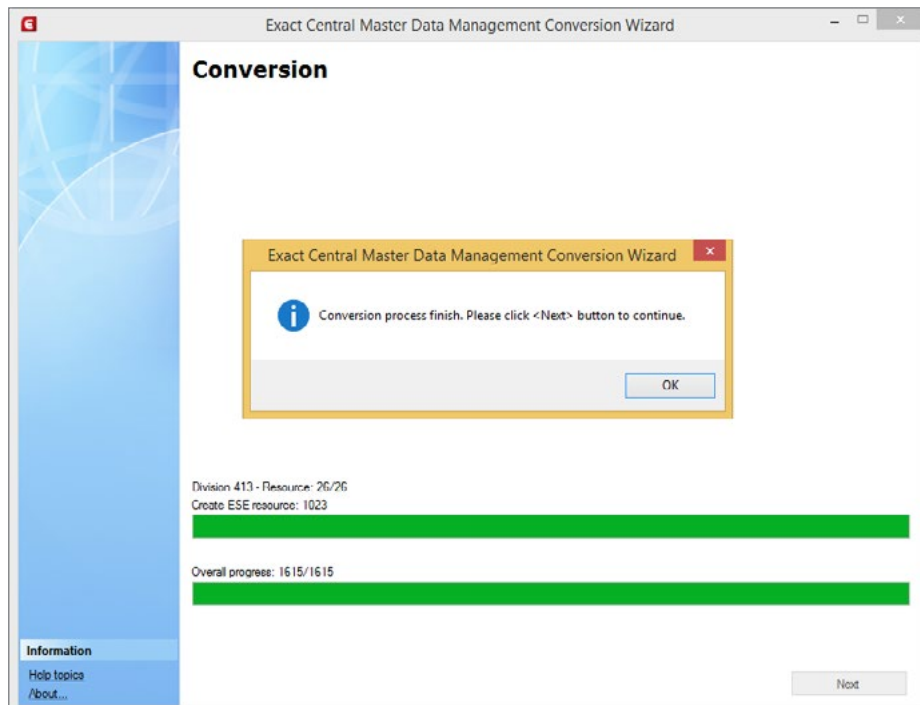 Exact Central Master Data Management Conversion Wizard
Conversion
Exact Central Master Data Management Conversion Wizard
Conversion process finish. Please click <Next> button to continue.
OK
Division 413 - Resource: 26/26
Create ESE resource: 1023
Overall progress: 1615/1615
Information
Help topics
About...
Next